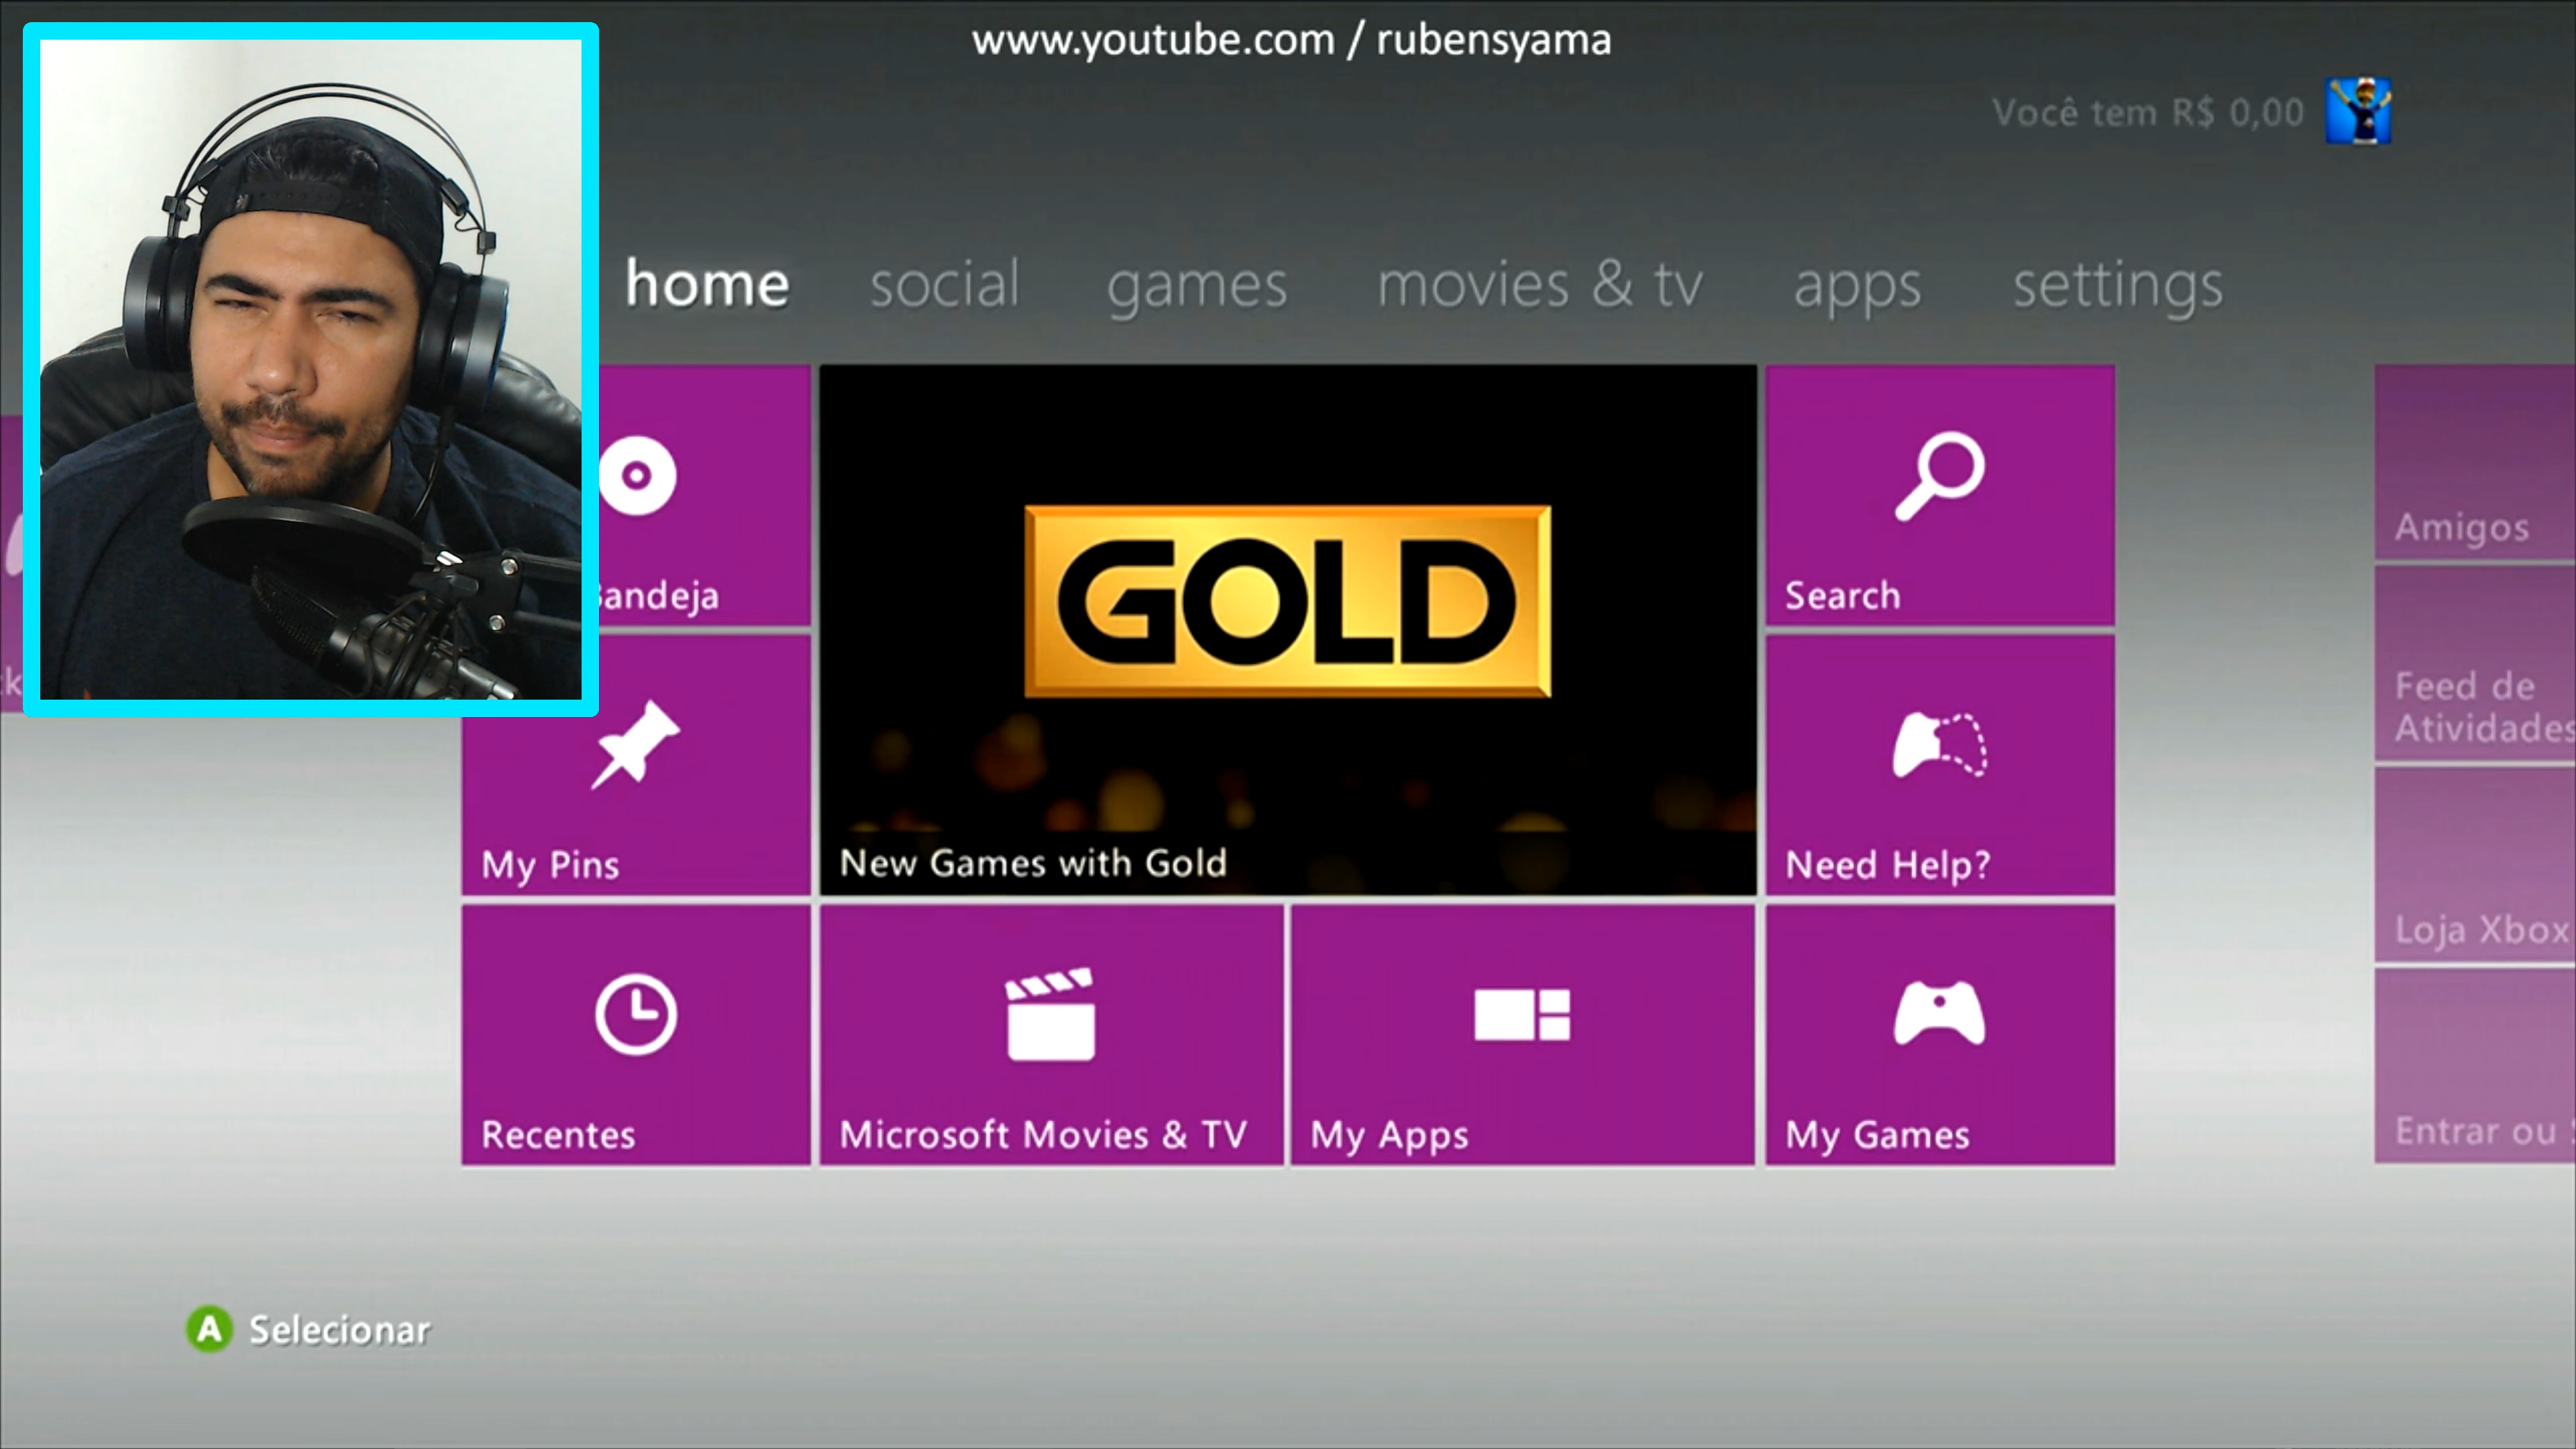 www.youtube.com / rubensyama
Você tem R$ 0,00
home social games movies & tv apps settings
Bandeja
GOLD
Search
Amigos
My Pins
New Games with Gold
Need Help?
Feed de
Atividades
Loja Xbox
Recentes
Microsoft Movies & TV
My Apps
My Games
Entrar ou
A Selecionar